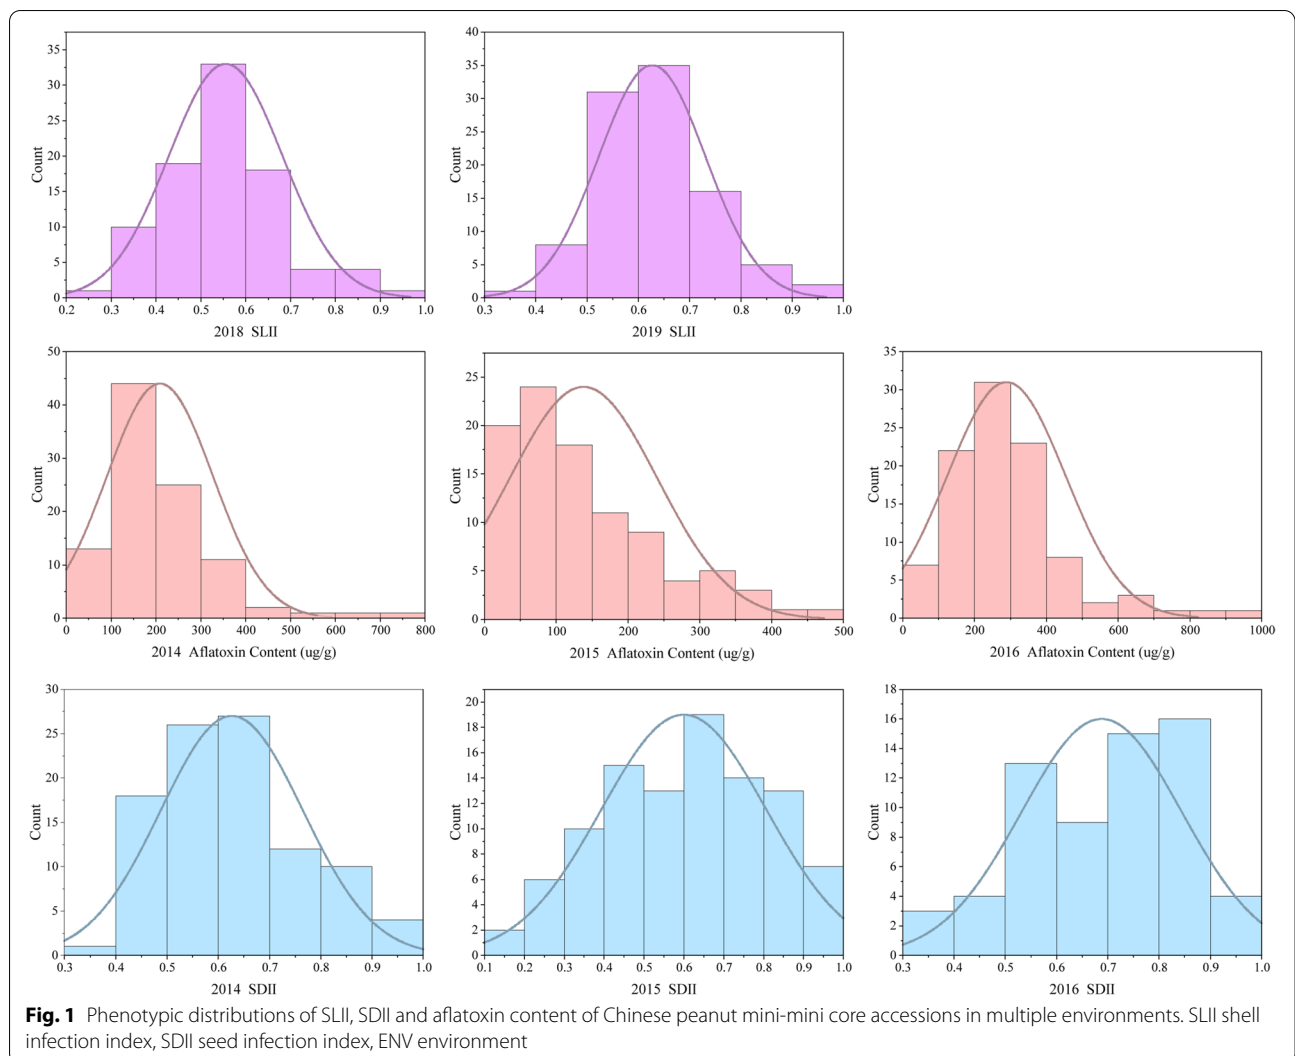 35
30
25
20
15
10
5
0
Count
0.2 0.3 0.4 0.5 0.6 0.7 0.8 0.9 1.0
2018 SLII
40
35
30
25
20
15
10
5
0
Count
0.3 0.4 0.5 0.6 0.7 0.8 0.9 1.0
2019 SLII
50
40
30
20
10
0
Count
0 100 200 300 400 500 600 700 800
2014 Aflatoxin Content (ug/g)
25
20
15
10
5
0
Count
0 100 200 300 400 500
2015 Aflatoxin Content (ug/g)
35
30
25
20
15
10
5
0
Count
0 200 400 600 800 1000
2016 Aflatoxin Content (ug/g)
30
25
20
15
10
5
0
Count
0.3 0.4 0.5 0.6 0.7 0.8 0.9 1.0
2014 SDII
20
18
16
14
12
10
8
6
4
2
0
Count
0.1 0.2 0.3 0.4 0.5 0.6 0.7 0.8 0.9 1.0
2015 SDII
18
16
14
12
10
8
6
4
2
0
Count
0.3 0.4 0.5 0.6 0.7 0.8 0.9 1.0
2016 SDII
Fig. 1 Phenotypic distributions of SLII, SDII and aflatoxin content of Chinese peanut mini-mini core accessions in multiple environments. SLII shell
infection index, SDII seed infection index, ENV environment